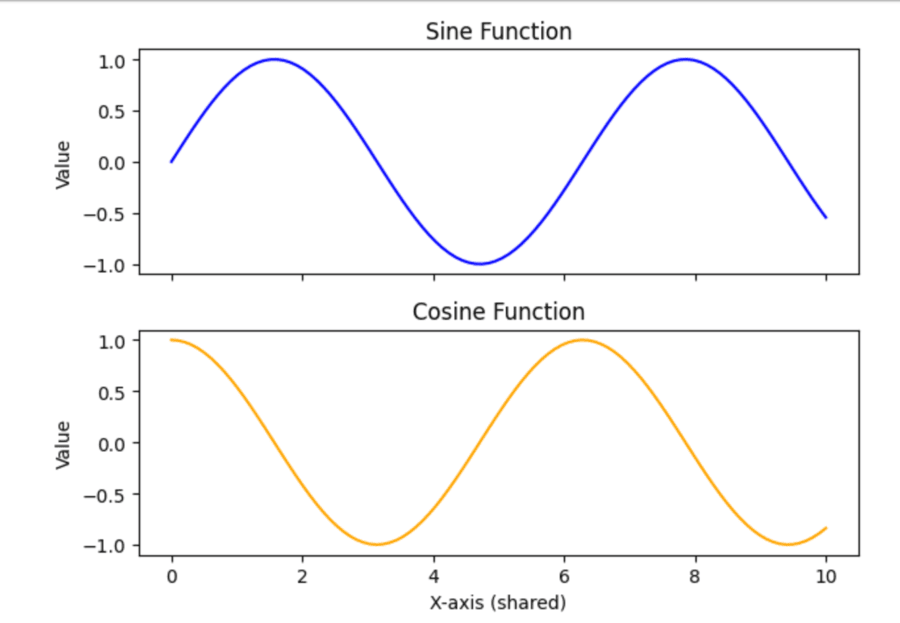 Sine Function
1.0
0.5
0.0
−0.5
−1.0
Value
Cosine Function
1.0
0.5
0.0
−0.5
−1.0
Value
0 2 4 6 8 10
X-axis (shared)